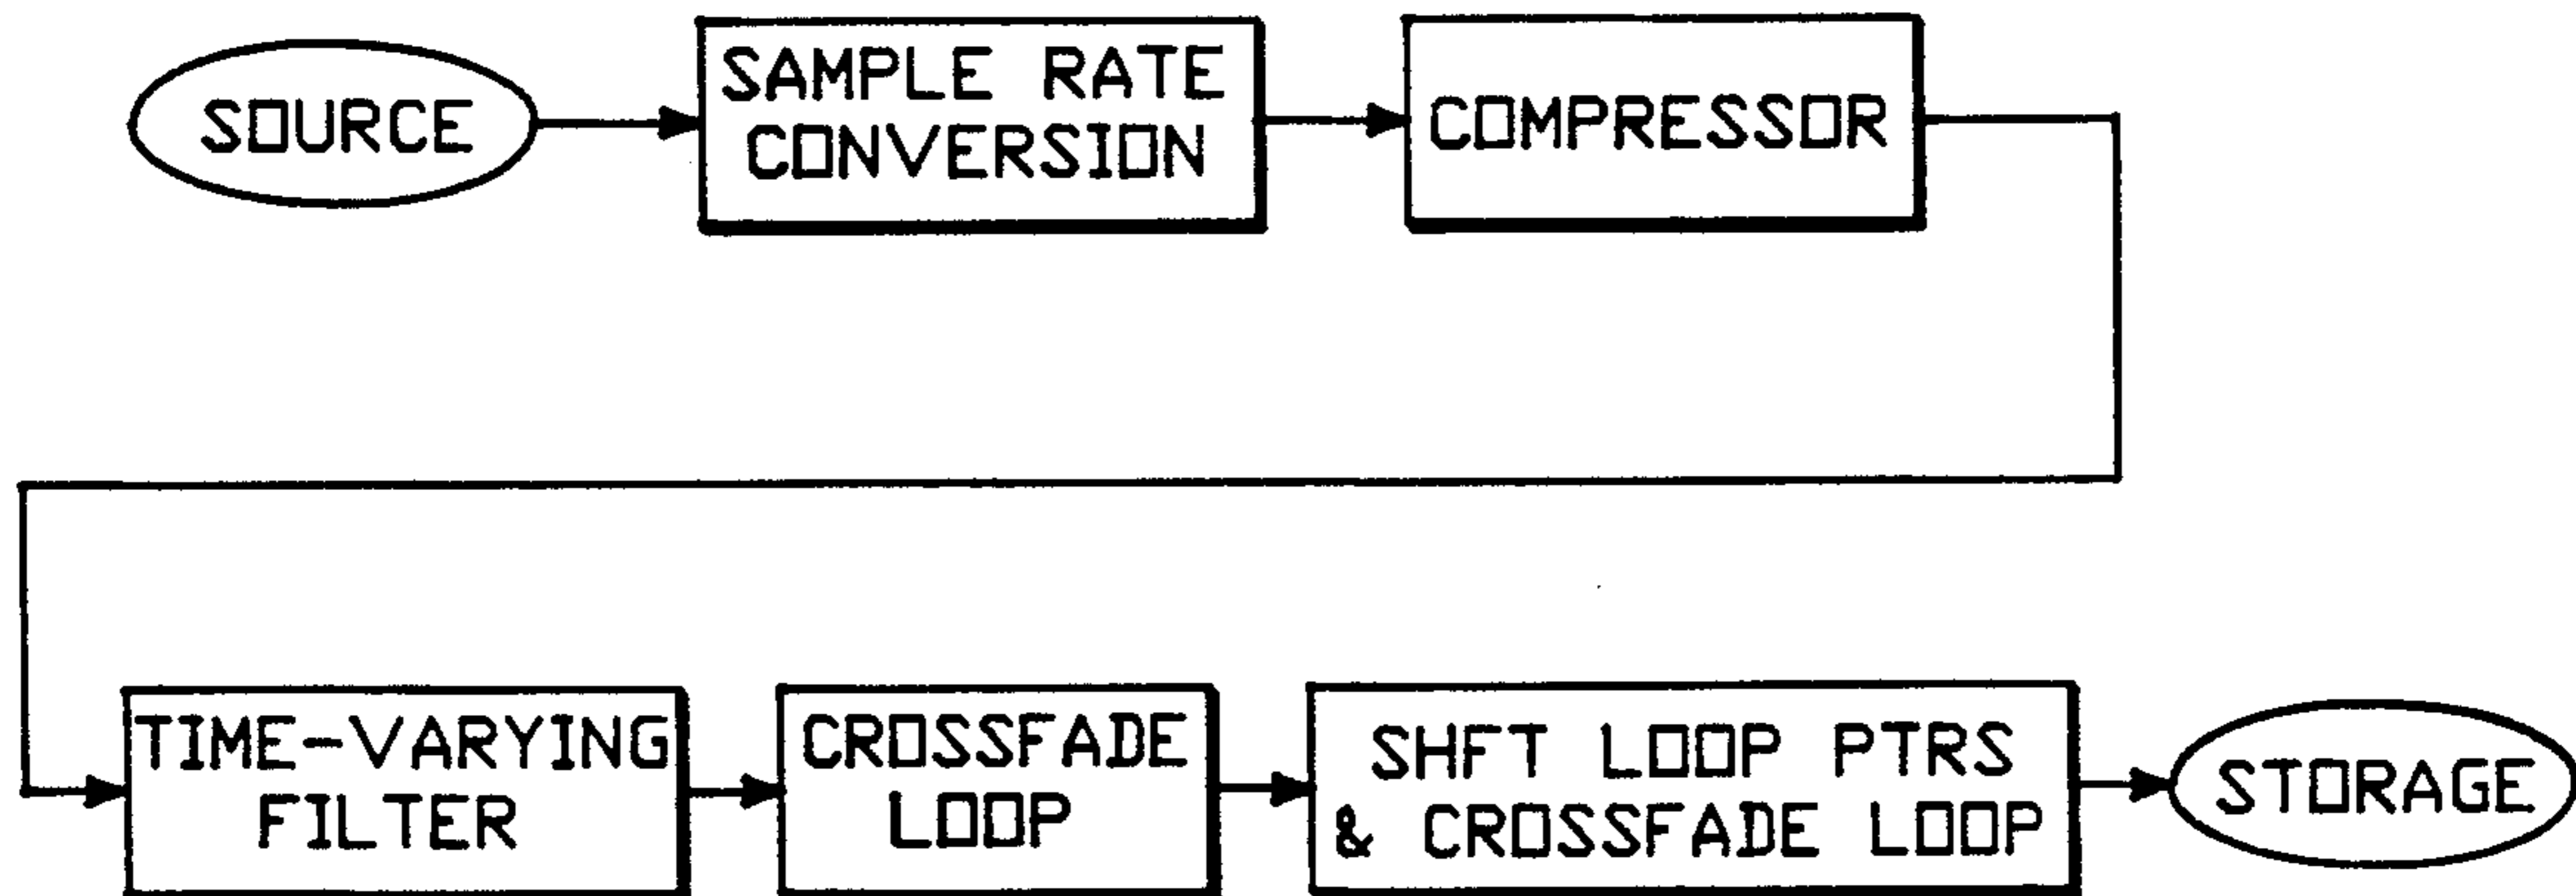 SOURCE
SAMPLE RATE
CONVERSION
COMPRESSOR
TIME-VARYING
FILTER
CROSSFADE
LOOP
SHFT LOOP PTRS
& CROSSFADE LOOP
STORAGE